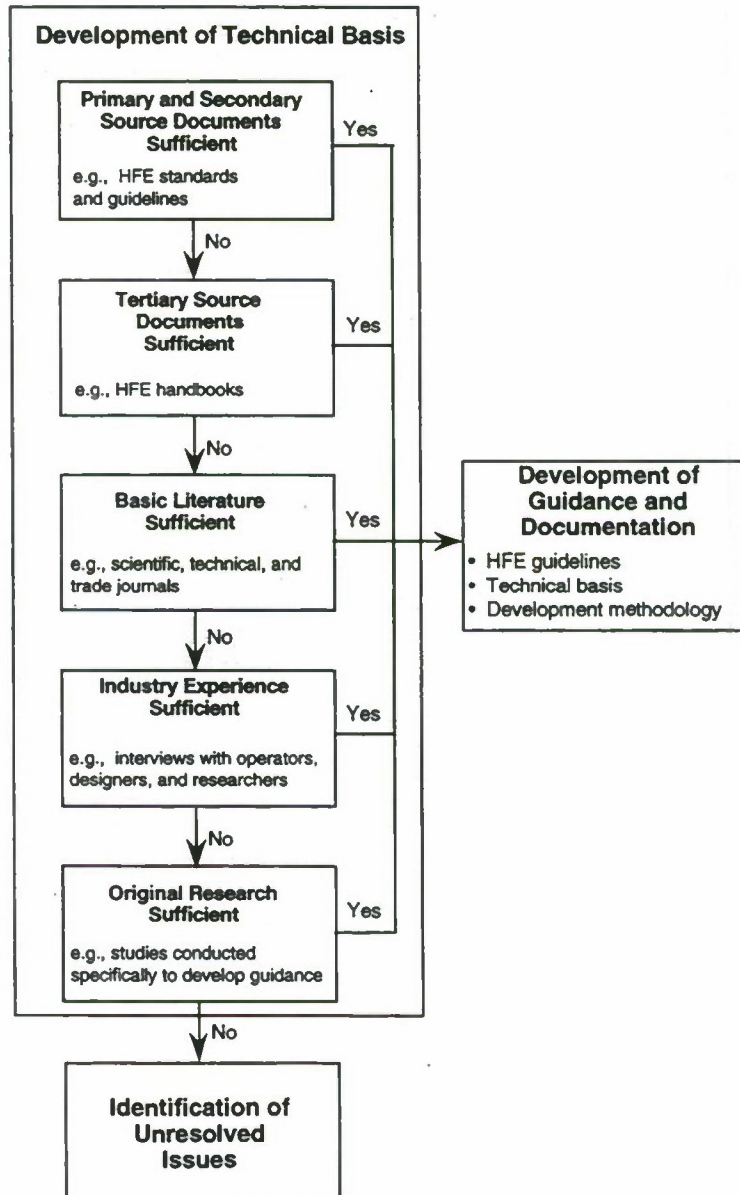 Development of Technical Basis
Primary and Secondary
Source Documents
Sufficient
e.g., HFE standards
and guidelines
Yes
No
Tertiary Source
Documents
Sufficient
e.g., HFE handbooks
Yes
No
Basic Literature
Sufficient
e.g., scientific, technical, and
trade journals
Yes
No
Industry Experience
Sufficient
e.g., interviews with operators,
designers, and researchers
Yes
No
Original Research
Sufficient
e.g., studies conducted
specifically to develop guidance
Yes
No
Identification of
Unresolved
Issues
Development of
Guidance and
Documentation
• HFE guidelines
• Technical basis
• Development methodology